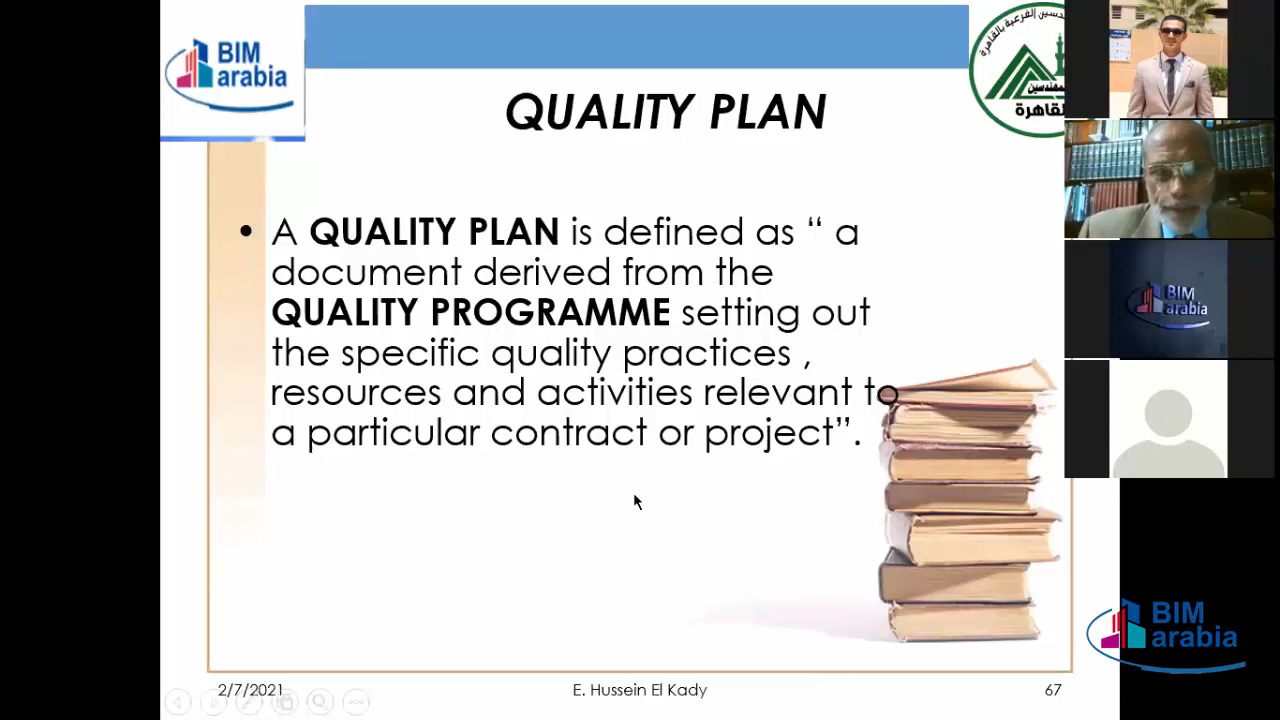 BIM
arabia
QUALITY PLAN
القاهرة
• A QUALITY PLAN is defined as “ a
document derived from the
QUALITY PROGRAMME setting out
the specific quality practices ,
resources and activities relevant to
a particular contract or project”.
BIM
arabia
BIM
arabia
2/7/2021
E. Hussein El Kady
67